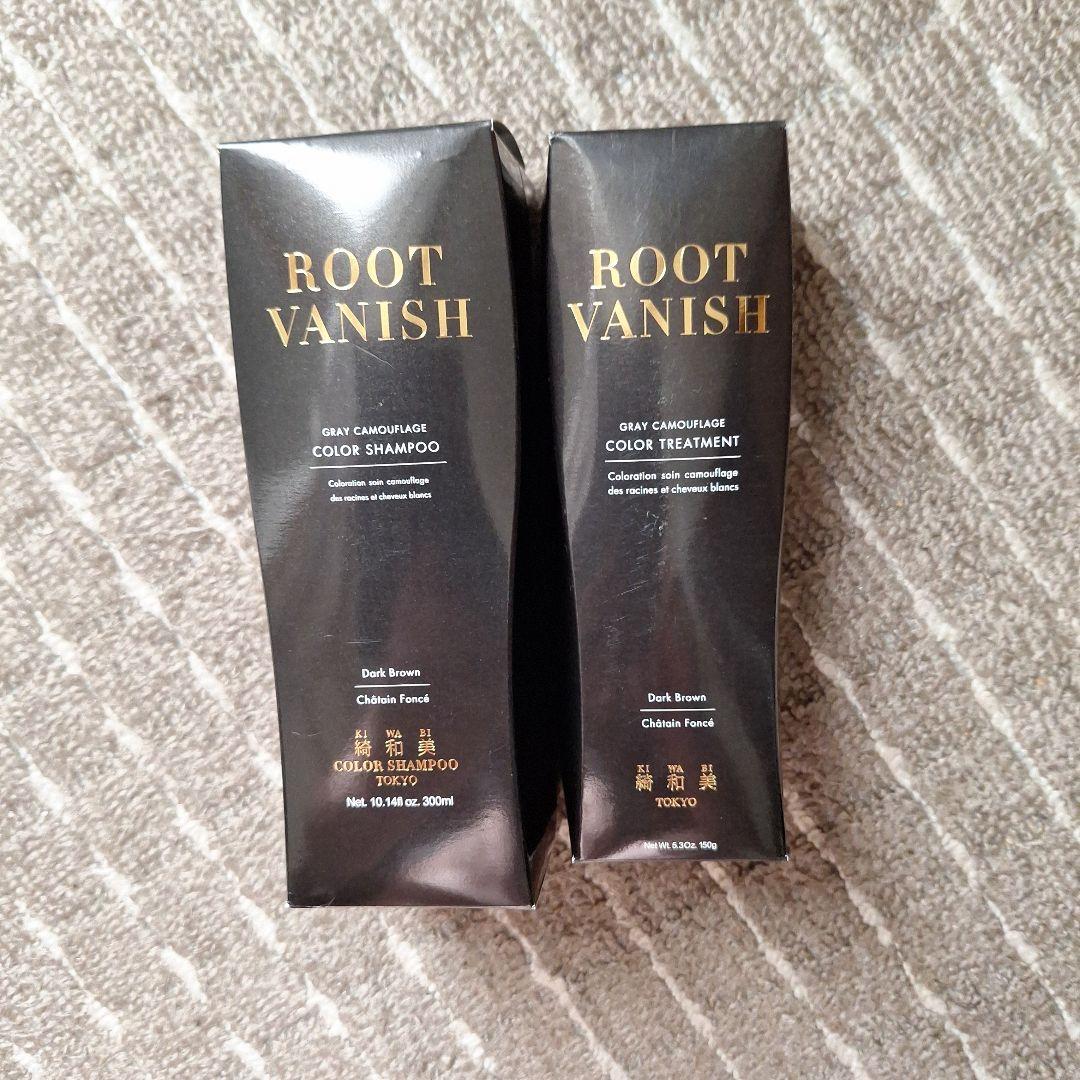 ROOT
VANISH
GRAY CAMOUFLAGE
COLOR SHAMPOO
Coloration soin camouflage
des racines et cheveux blancs
Dark Brown
Châtain Foncé
KI WA BI
綺和美
COLOR SHAMPOO
TOKYO
Net. 10.14fl oz. 300ml
ROOT
VANISH
GRAY CAMOUFLAGE
COLOR TREATMENT
Coloration soin camouflage
des racines et cheveux blancs
Dark Brown
Châtain Foncé
KI WA BI
綺和美
TOKYO
Net Wt. 5.3Oz. 150g